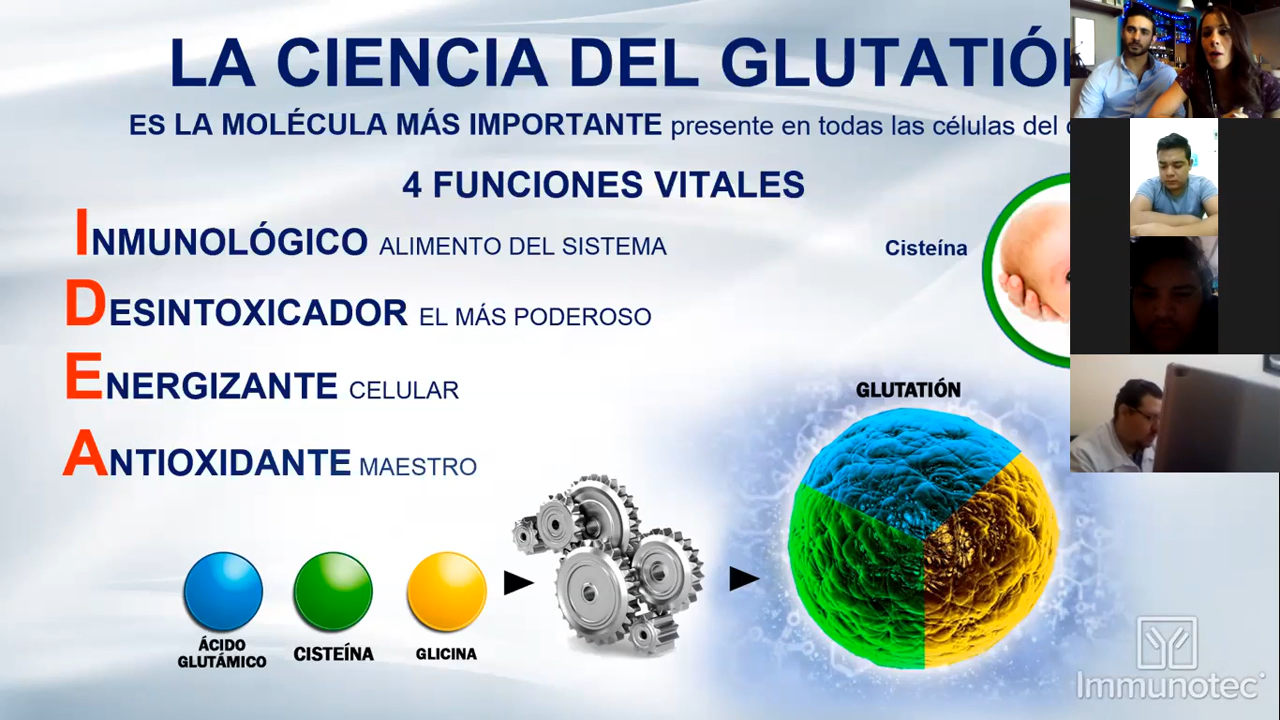 LA CIENCIA DEL GLUTATIÓ
ES LA MOLÉCULA MÁS IMPORTANTE presente en todas las células del
4 FUNCIONES VITALES
INMUNOLÓGICO ALIMENTO DEL SISTEMA
Cisteína
DESINTOXICADOR EL MÁS PODEROSO
ENERGIZANTE CELULAR
GLUTATIÓN
ANTIOXIDANTE MAESTRO
ÁCIDO
GLUTÁMICO
CISTEÍNA
GLICINA
Immunotec